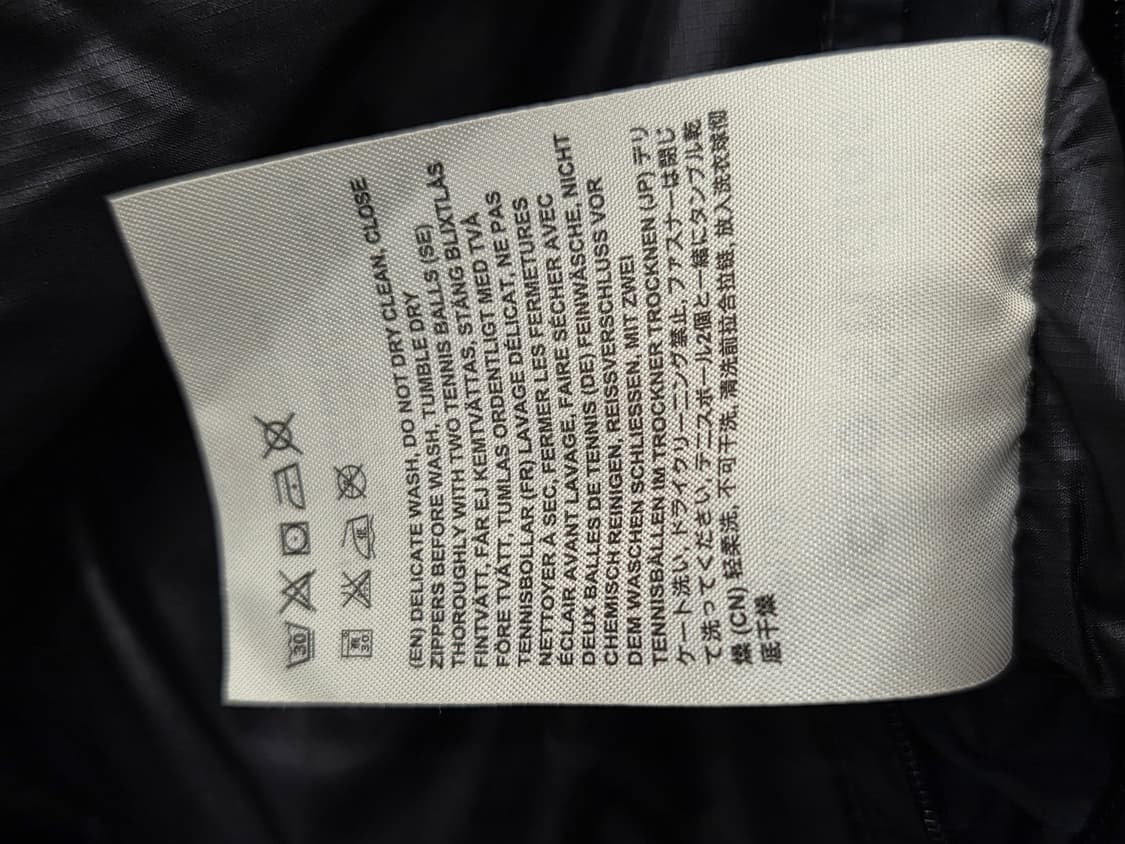 30
弱
30
(EN) DELICATE WASH, DO NOT DRY CLEAN, CLOSE
ZIPPERS BEFORE WASH, TUMBLE DRY
THOROUGHLY WITH TWO TENNIS BALLS (SE)
FINTVÄTT, FÅR EJ KEMTVÄTTAS, STÄNG BLIXTLÅS
FÖRE TVÄTT, TUMLAS ORDENTLIGT MED TVÅ
TENNISBOLLAR (FR) LAVAGE DÉLICAT, NE PAS
NETTOYER À SEC, FERMER LES FERMETURES
ÉCLAIR AVANT LAVAGE, FAIRE SÉCHER AVEC
DEUX BALLES DE TENNIS (DE) FEINWÄSCHE, NICHT
CHEMISCH REINIGEN, REISSVERSCHLUSS VOR
DEM WASCHEN SCHLIESSEN, MIT ZWEI
TENNISBÄLLEN IM TROCKNER TROCKNEN (JP) デリ
ケート洗い, ドライクリーニング禁止, ファスナーは閉じ
て洗ってください, テニスボール2個と一緒にタンブル乾
燥 (CN) 轻柔洗, 不可干洗, 清洗前拉合拉链, 放入洗衣球彻
底干燥